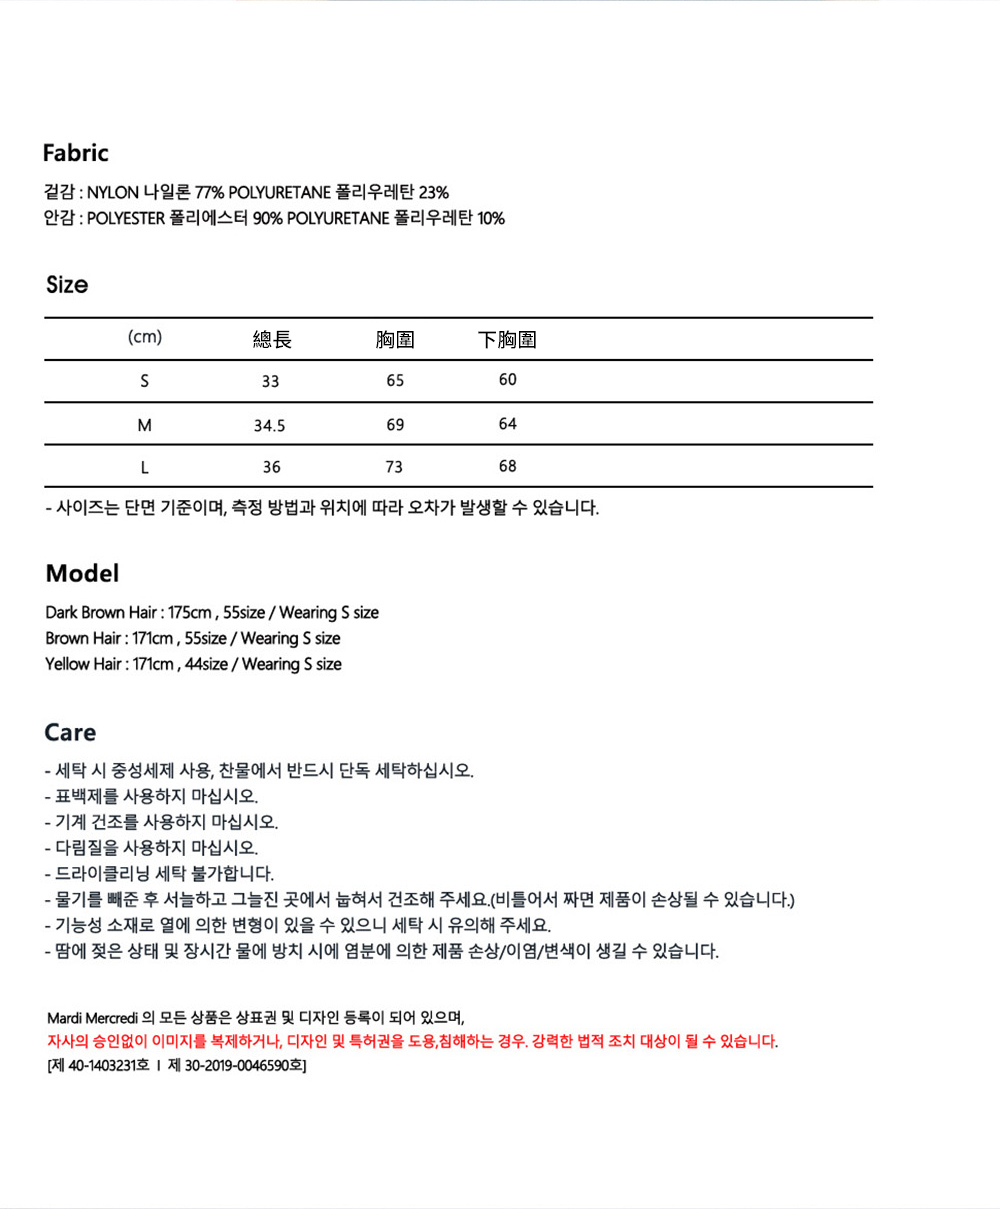 Fabric
겉감 : NYLON 나일론 77% POLYURETANE 폴리우레탄 23%
안감 : POLYESTER 폴리에스터 90% POLYURETANE 폴리우레탄 10%
Size
(cm) 總長 胸圍 下胸圍
S 33 65 60
M 34.5 69 64
L 36 73 68
- 사이즈는 단면 기준이며, 측정 방법과 위치에 따라 오차가 발생할 수 있습니다.
Model
Dark Brown Hair : 175cm , 55size / Wearing S size
Brown Hair : 171cm , 55size / Wearing S size
Yellow Hair : 171cm , 44size / Wearing S size
Care
- 세탁 시 중성세제 사용, 찬물에서 반드시 단독 세탁하십시오.
- 표백제를 사용하지 마십시오.
- 기계 건조를 사용하지 마십시오.
- 다림질을 사용하지 마십시오.
- 드라이클리닝 세탁 불가합니다.
- 물기를 빼준 후 서늘하고 그늘진 곳에서 눕혀서 건조해 주세요.(비틀어서 짜면 제품이 손상될 수 있습니다.)
- 기능성 소재로 열에 의한 변형이 있을 수 있으니 세탁 시 유의해 주세요.
- 땀에 젖은 상태 및 장시간 물에 방치 시에 염분에 의한 제품 손상/이염/변색이 생길 수 있습니다.
Mardi Mercredi 의 모든 상품은 상표권 및 디자인 등록이 되어 있으며,
자사의 승인없이 이미지를 복제하거나, 디자인 및 특허권을 도용,침해하는 경우. 강력한 법적 조치 대상이 될 수 있습니다.
[제 40-1403231호 I 제 30-2019-0046590호]